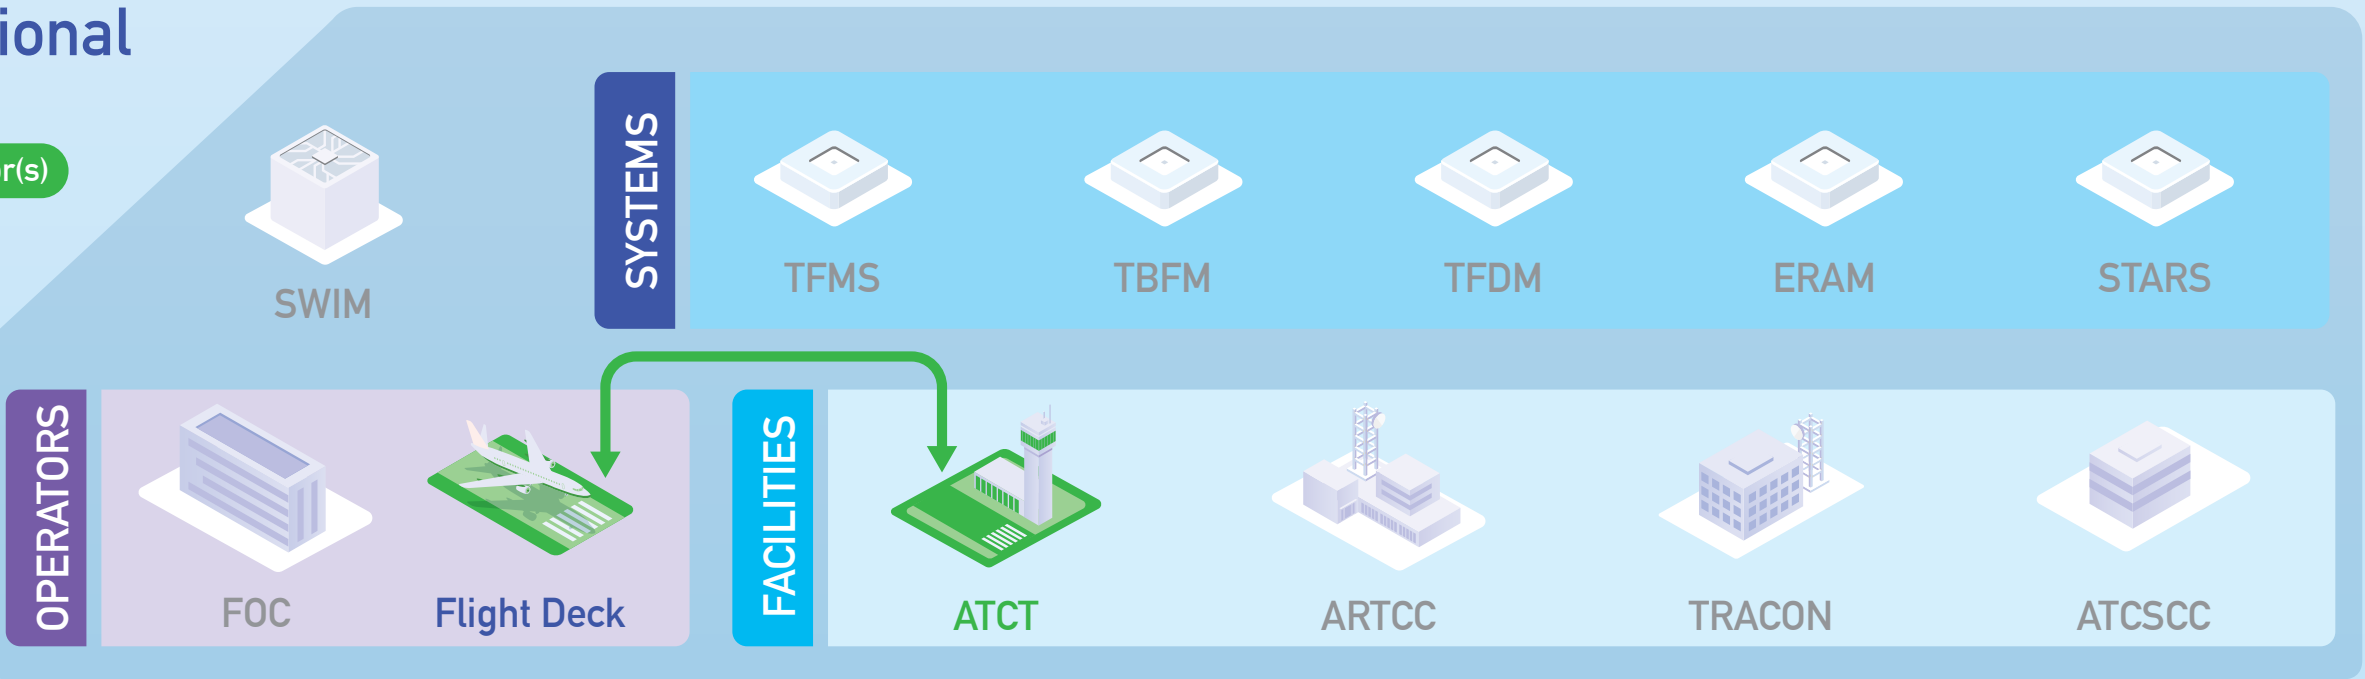 ional
r(s)
SWIM
SYSTEMS
TFMS
TBFM
TFDM
ERAM
STARS
OPERATORS
FOC
Flight Deck
FACILITIES
ATCT
ARTCC
TRACON
ATCSCC